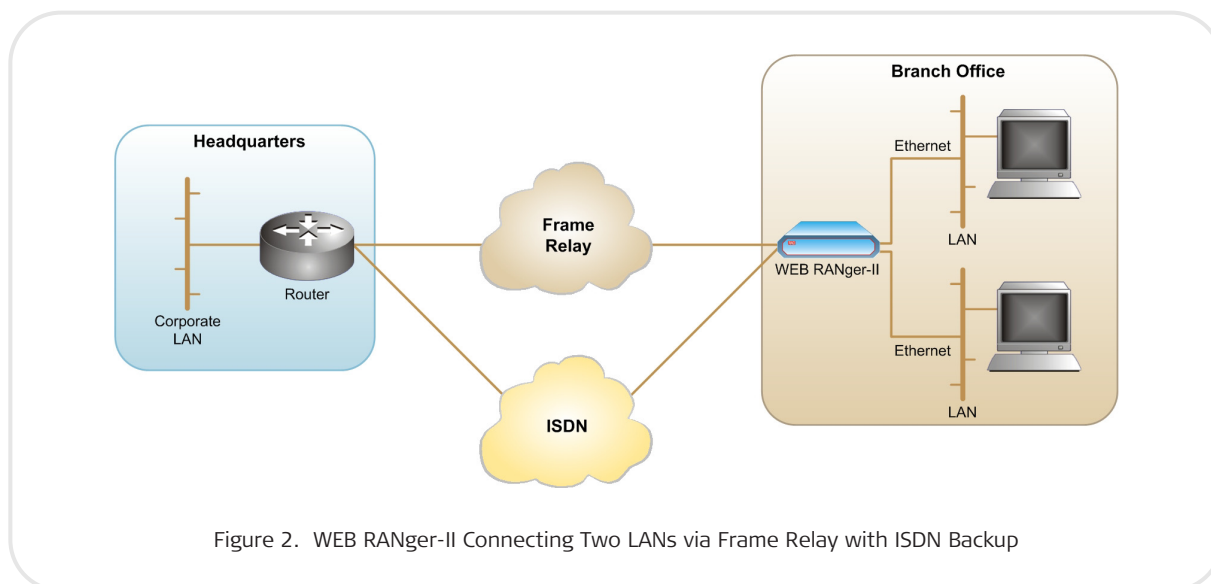 Headquarters
Corporate
LAN
Router
Frame
Relay
ISDN
Branch Office
WEB RANger-II
Ethernet
LAN
Ethernet
LAN
Figure 2. WEB RANger-II Connecting Two LANs via Frame Relay with ISDN Backup